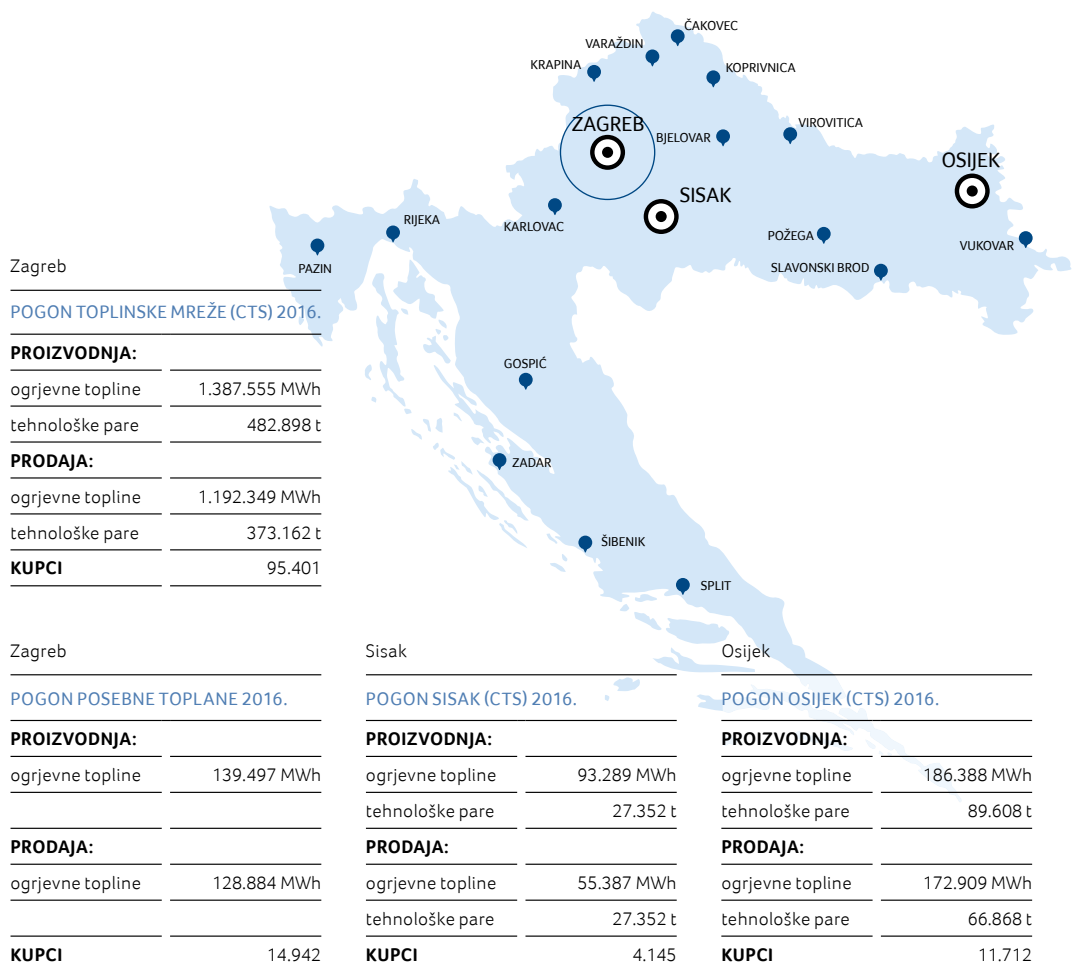 ČAKOVEC
VARAŽDIN
KRAPINA
KOPRIVNICA
ZAGREB
BJELOVAR
VIROVITICA
OSIJEK
SISAK
KARLOVAC
RIJEKA
PAZIN
POŽEGA
VUKOVAR
SLAVONSKI BROD
GOSPIĆ
ZADAR
ŠIBENIK
SPLIT
Zagreb
POGON TOPLINSKE MREŽE (CTS) 2016.
PROIZVODNJA:
ogrjevne topline 1.387.555 MWh
tehnološke pare 482.898 t
PRODAJA:
ogrjevne topline 1.192.349 MWh
tehnološke pare 373.162 t
KUPCI 95.401
Zagreb
POGON POSEBNE TOPLANE 2016.
PROIZVODNJA:
ogrjevne topline 139.497 MWh
PRODAJA:
ogrjevne topline 128.884 MWh
KUPCI 14.942
Sisak
POGON SISAK (CTS) 2016.
PROIZVODNJA:
ogrjevne topline 93.289 MWh
tehnološke pare 27.352 t
PRODAJA:
ogrjevne topline 55.387 MWh
tehnološke pare 27.352 t
KUPCI 4.145
Osijek
POGON OSIJEK (CTS) 2016.
PROIZVODNJA:
ogrjevne topline 186.388 MWh
tehnološke pare 89.608 t
PRODAJA:
ogrjevne topline 172.909 MWh
tehnološke pare 66.868 t
KUPCI 11.712